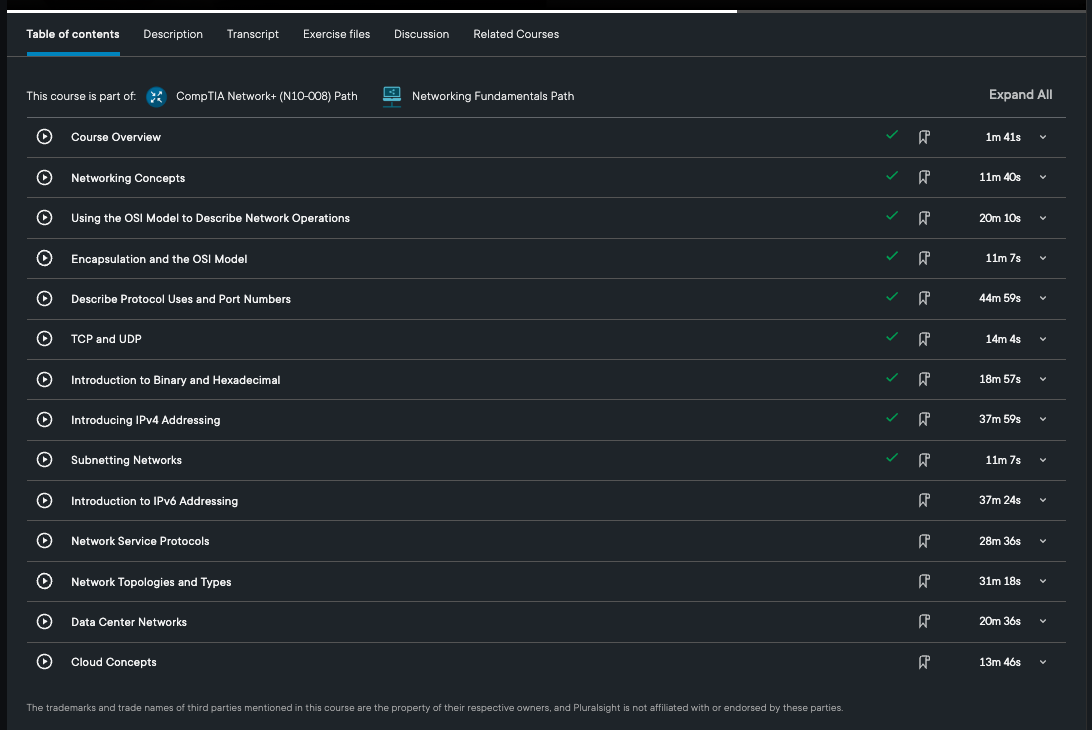 Table of contents Description Transcript Exercise files Discussion Related Courses
This course is part of: CompTIA Network+ (N10-008) Path Networking Fundamentals Path Expand All
Course Overview 1m 41s
Networking Concepts 11m 40s
Using the OSI Model to Describe Network Operations 20m 10s
Encapsulation and the OSI Model 11m 7s
Describe Protocol Uses and Port Numbers 44m 59s
TCP and UDP 14m 4s
Introduction to Binary and Hexadecimal 18m 57s
Introducing IPv4 Addressing 37m 59s
Subnetting Networks 11m 7s
Introduction to IPv6 Addressing 37m 24s
Network Service Protocols 28m 36s
Network Topologies and Types 31m 18s
Data Center Networks 20m 36s
Cloud Concepts 13m 46s
The trademarks and trade names of third parties mentioned in this course are the property of their respective owners, and Pluralsight is not affiliated with or endorsed by these parties.